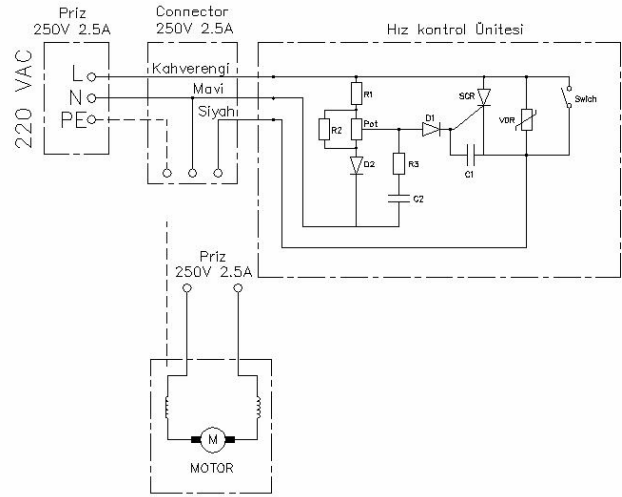 Priz
250V 2.5A
Connector
250V 2.5A
Hız kontrol Ünitesi
220 VAC
L
N
PE
Kahverengi
Mavi
Siyah
R1
R2
Pot
D1
SCR
VDR
Swich
D2
R3
C1
C2
Priz
250V 2.5A
M
MOTOR